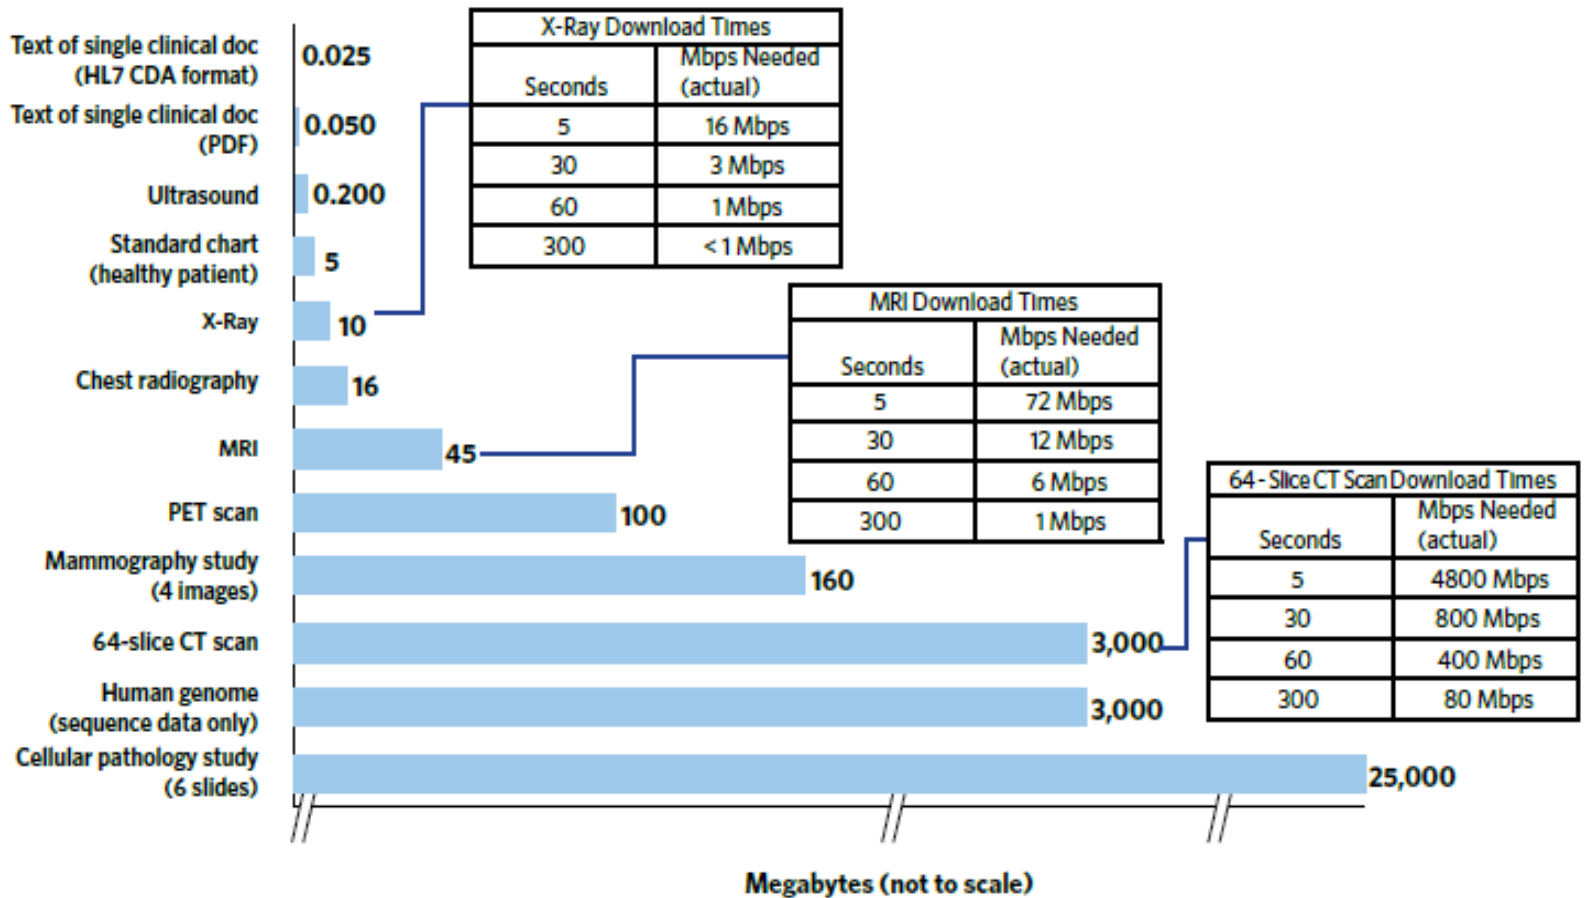 Text of single clinical doc
(HL7 CDA format)
0.025
Text of single clinical doc
(PDF)
0.050
Ultrasound
0.200
Standard chart
(healthy patient)
5
X-Ray
10
Chest radiography
16
MRI
45
PET scan
100
Mammography study
(4 images)
160
64-slice CT scan
3,000
Human genome
(sequence data only)
3,000
Cellular pathology study
(6 slides)
25,000
Megabytes (not to scale)
X-Ray Download Times
Seconds Mbps Needed
(actual)
5 16 Mbps
30 3 Mbps
60 1 Mbps
300 < 1 Mbps
MRI Download Times
Seconds Mbps Needed
(actual)
5 72 Mbps
30 12 Mbps
60 6 Mbps
300 1 Mbps
64 - Slice CT Scan Download Times
Seconds Mbps Needed
(actual)
5 4800 Mbps
30 800 Mbps
60 400 Mbps
300 80 Mbps